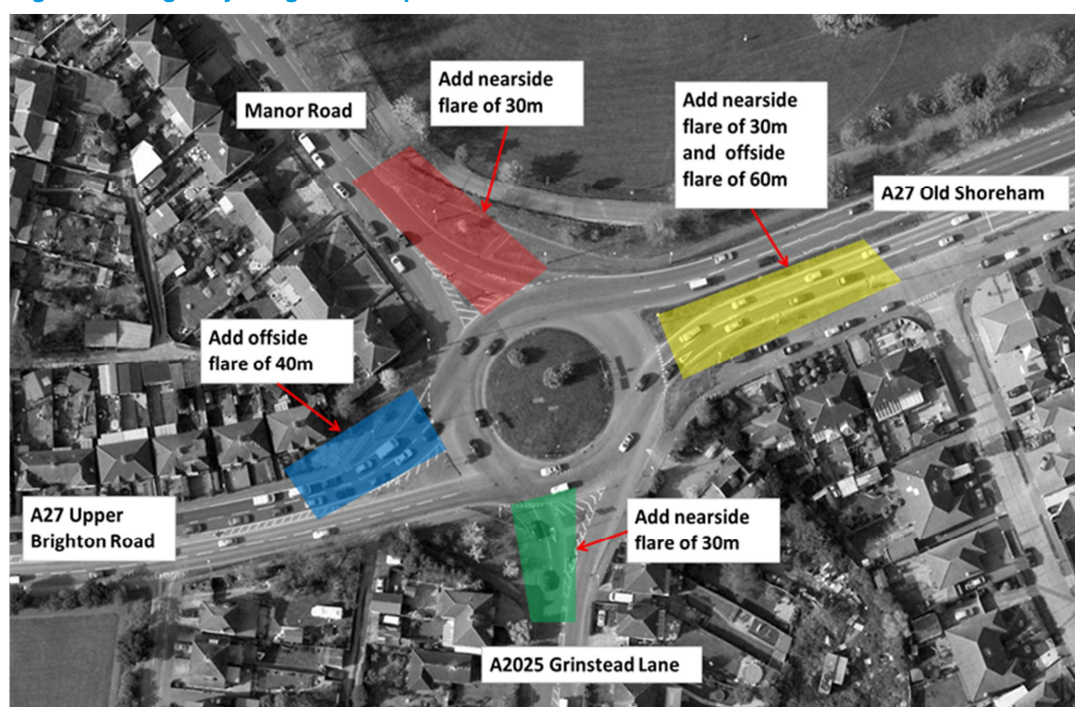 Add nearside
flare of 30m
Manor Road
Add nearside
flare of 30m
and offside
flare of 60m
A27 Old Shoreham
Add offside
flare of 40m
A27 Upper
Brighton Road
Add nearside
flare of 30m
A2025 Grinstead Lane